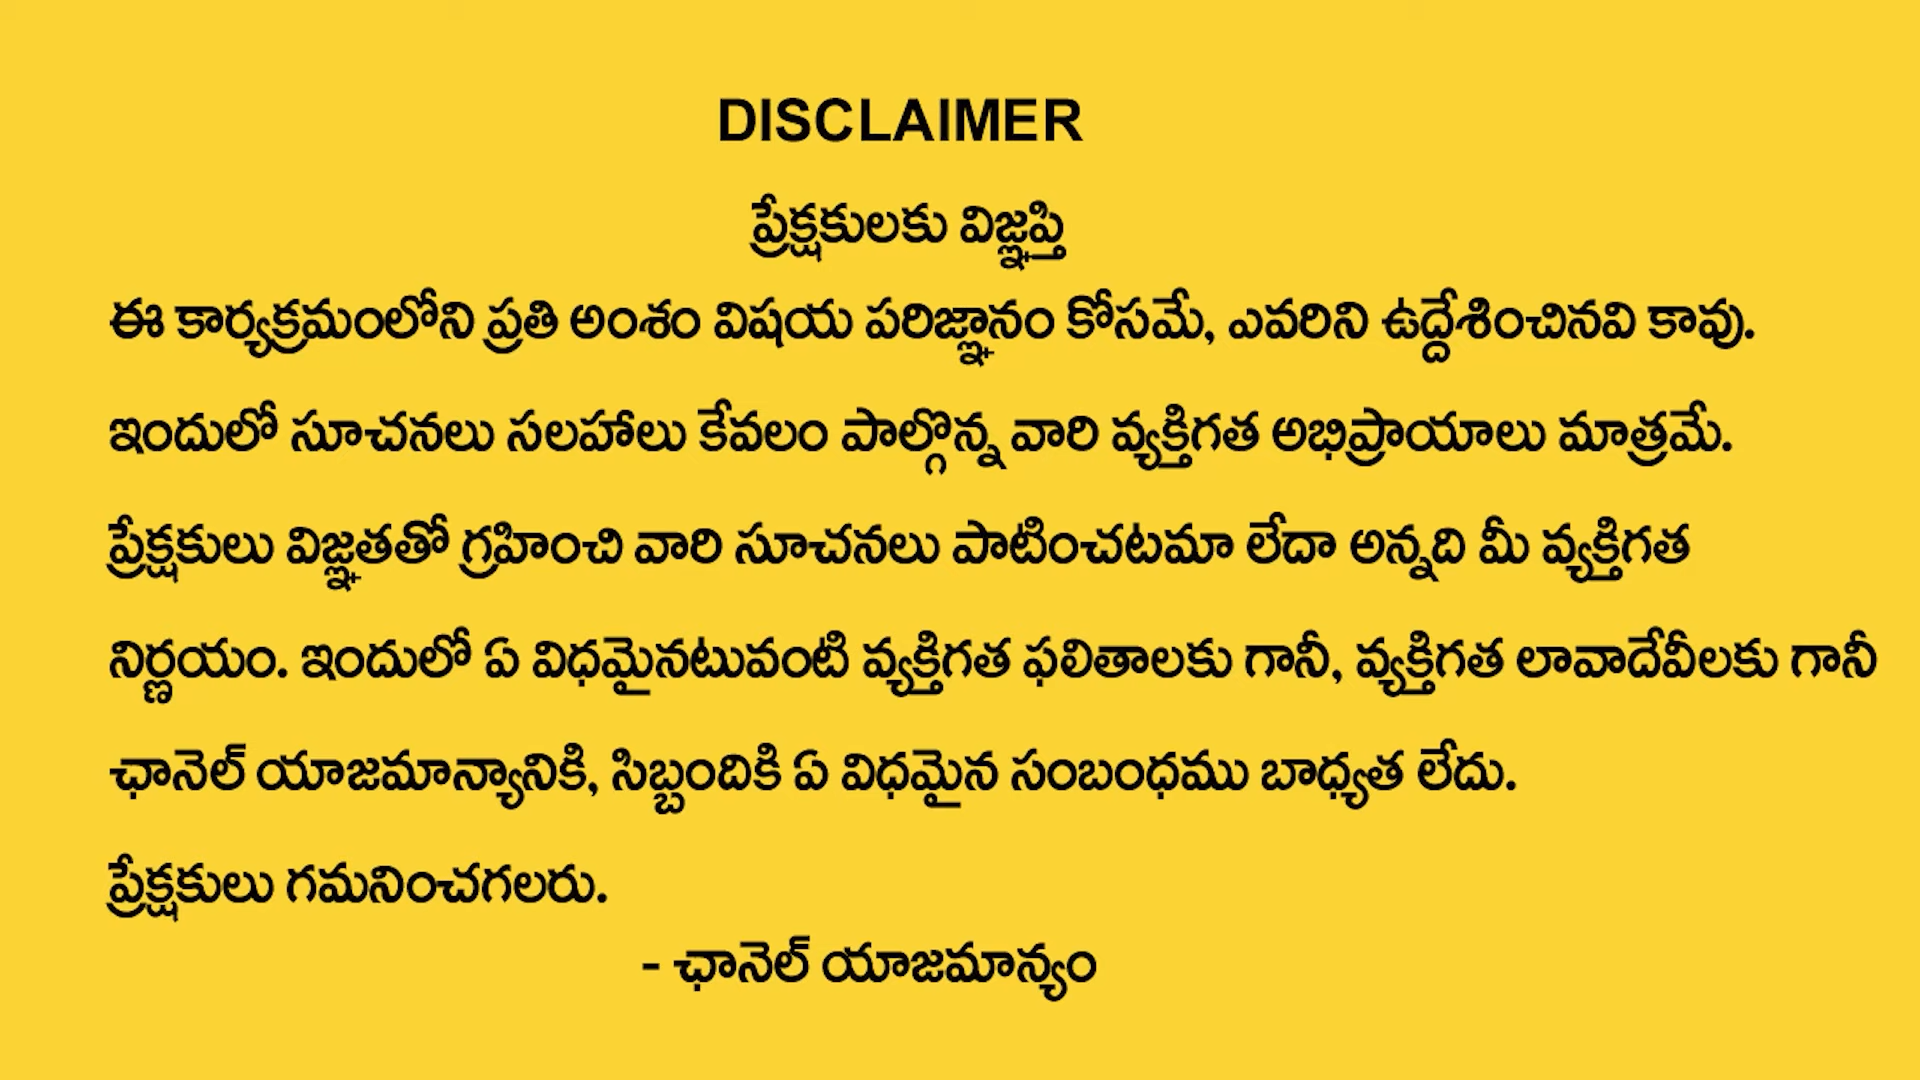 DISCLAIMER
ప్రేక్షకులకు విజ్ఞప్తి
ఈ కార్యక్రమంలోని ప్రతి అంశం విషయ పరిజ్ఞానం కోసమే, ఎవరిని ఉద్దేశించినవి కావు.
ఇందులో సూచనలు సలహాలు కేవలం పాల్గొన్న వారి వ్యక్తిగత అభిప్రాయాలు మాత్రమే.
ప్రేక్షకులు విజ్ఞతతో గ్రహించి వారి సూచనలు పాటించటమా లేదా అన్నది మీ వ్యక్తిగత
నిర్ణయం. ఇందులో ఏ విధమైనటువంటి వ్యక్తిగత ఫలితాలకు గానీ, వ్యక్తిగత లావాదేవీలకు గానీ
ఛానెల్ యాజమాన్యానికి, సిబ్బందికి ఏ విధమైన సంబంధము బాధ్యత లేదు.
ప్రేక్షకులు గమనించగలరు.
- ఛానెల్ యాజమాన్యం